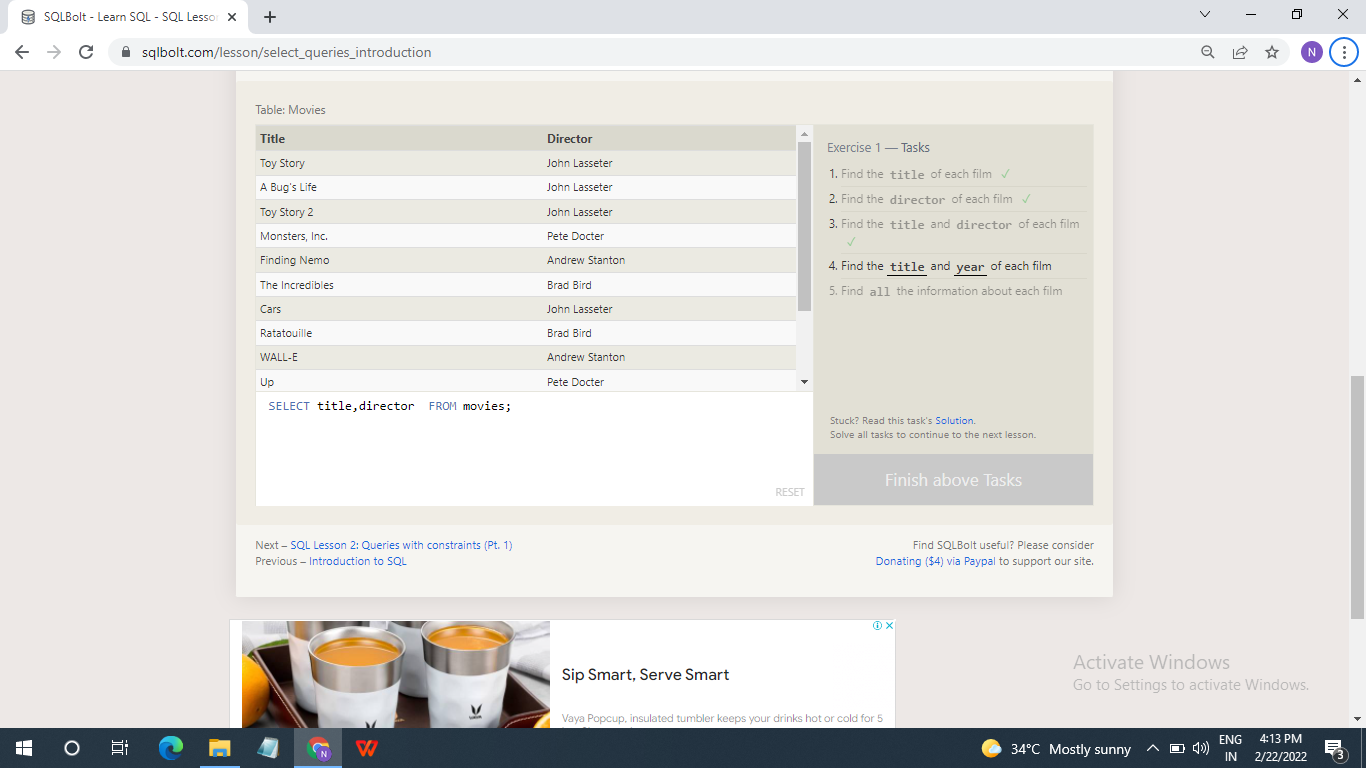 SQLBolt - Learn SQL - SQL Lesson
sqlbolt.com/lesson/select_queries_introduction
N
Table: Movies
Title Director
Toy Story John Lasseter
A Bug's Life John Lasseter
Toy Story 2 John Lasseter
Monsters, Inc. Pete Docter
Finding Nemo Andrew Stanton
The Incredibles Brad Bird
Cars John Lasseter
Ratatouille Brad Bird
WALL-E Andrew Stanton
Up Pete Docter
SELECT title,director  FROM movies;
RESET
Exercise 1 — Tasks
1. Find the title of each film ✓
2. Find the director of each film ✓
3. Find the title and director of each film
✓
4. Find the title and year of each film
5. Find all the information about each film
Stuck? Read this task's Solution.
Solve all tasks to continue to the next lesson.
Finish above Tasks
Next – SQL Lesson 2: Queries with constraints (Pt. 1)
Previous – Introduction to SQL
Find SQLBolt useful? Please consider
Donating ($4) via Paypal to support our site.
Sip Smart, Serve Smart
Vaya Popcup, insulated tumbler keeps your drinks hot or cold for 5
VAYA
Activate Windows
Go to Settings to activate Windows.
N
34°C Mostly sunny
ENG
IN
4:13 PM
2/22/2022
3